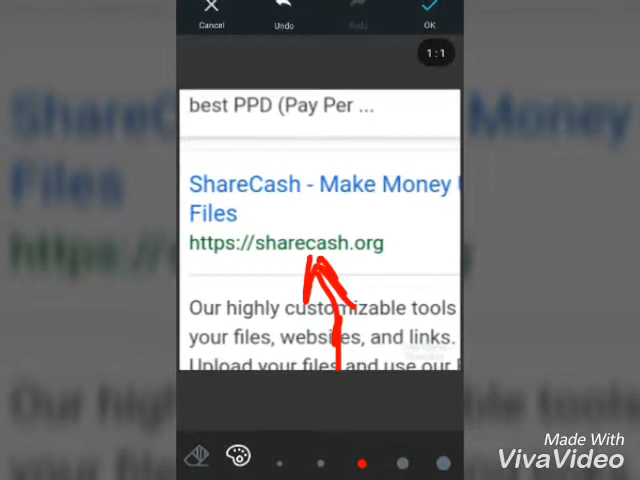 Cancel Undo Redo OK
1:1
best PPD (Pay Per ...
ShareCash - Make Money U
Files
https://sharecash.org
Our highly customizable tools
your files, websites, and links.
Upload your files and use our
Made With
VivaVideo